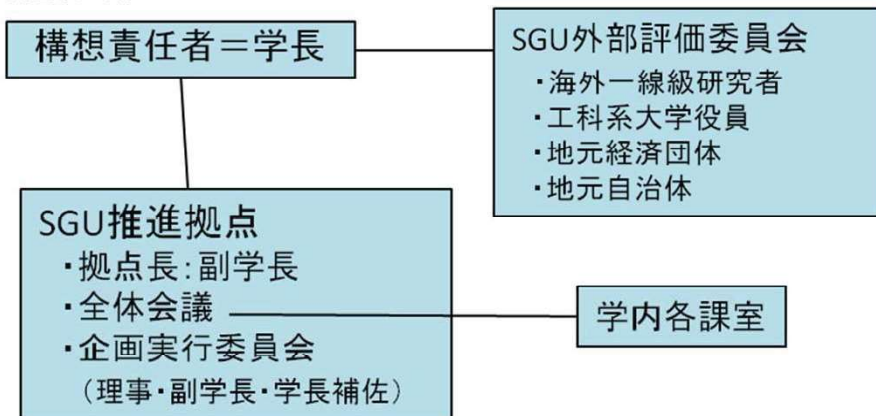 構想責任者＝学長
SGU外部評価委員会
・海外一線級研究者
・工科系大学役員
・地元経済団体
・地元自治体
SGU推進拠点
・拠点長:副学長
・全体会議
・企画実行委員会
（理事・副学長・学長補佐）
学内各課室